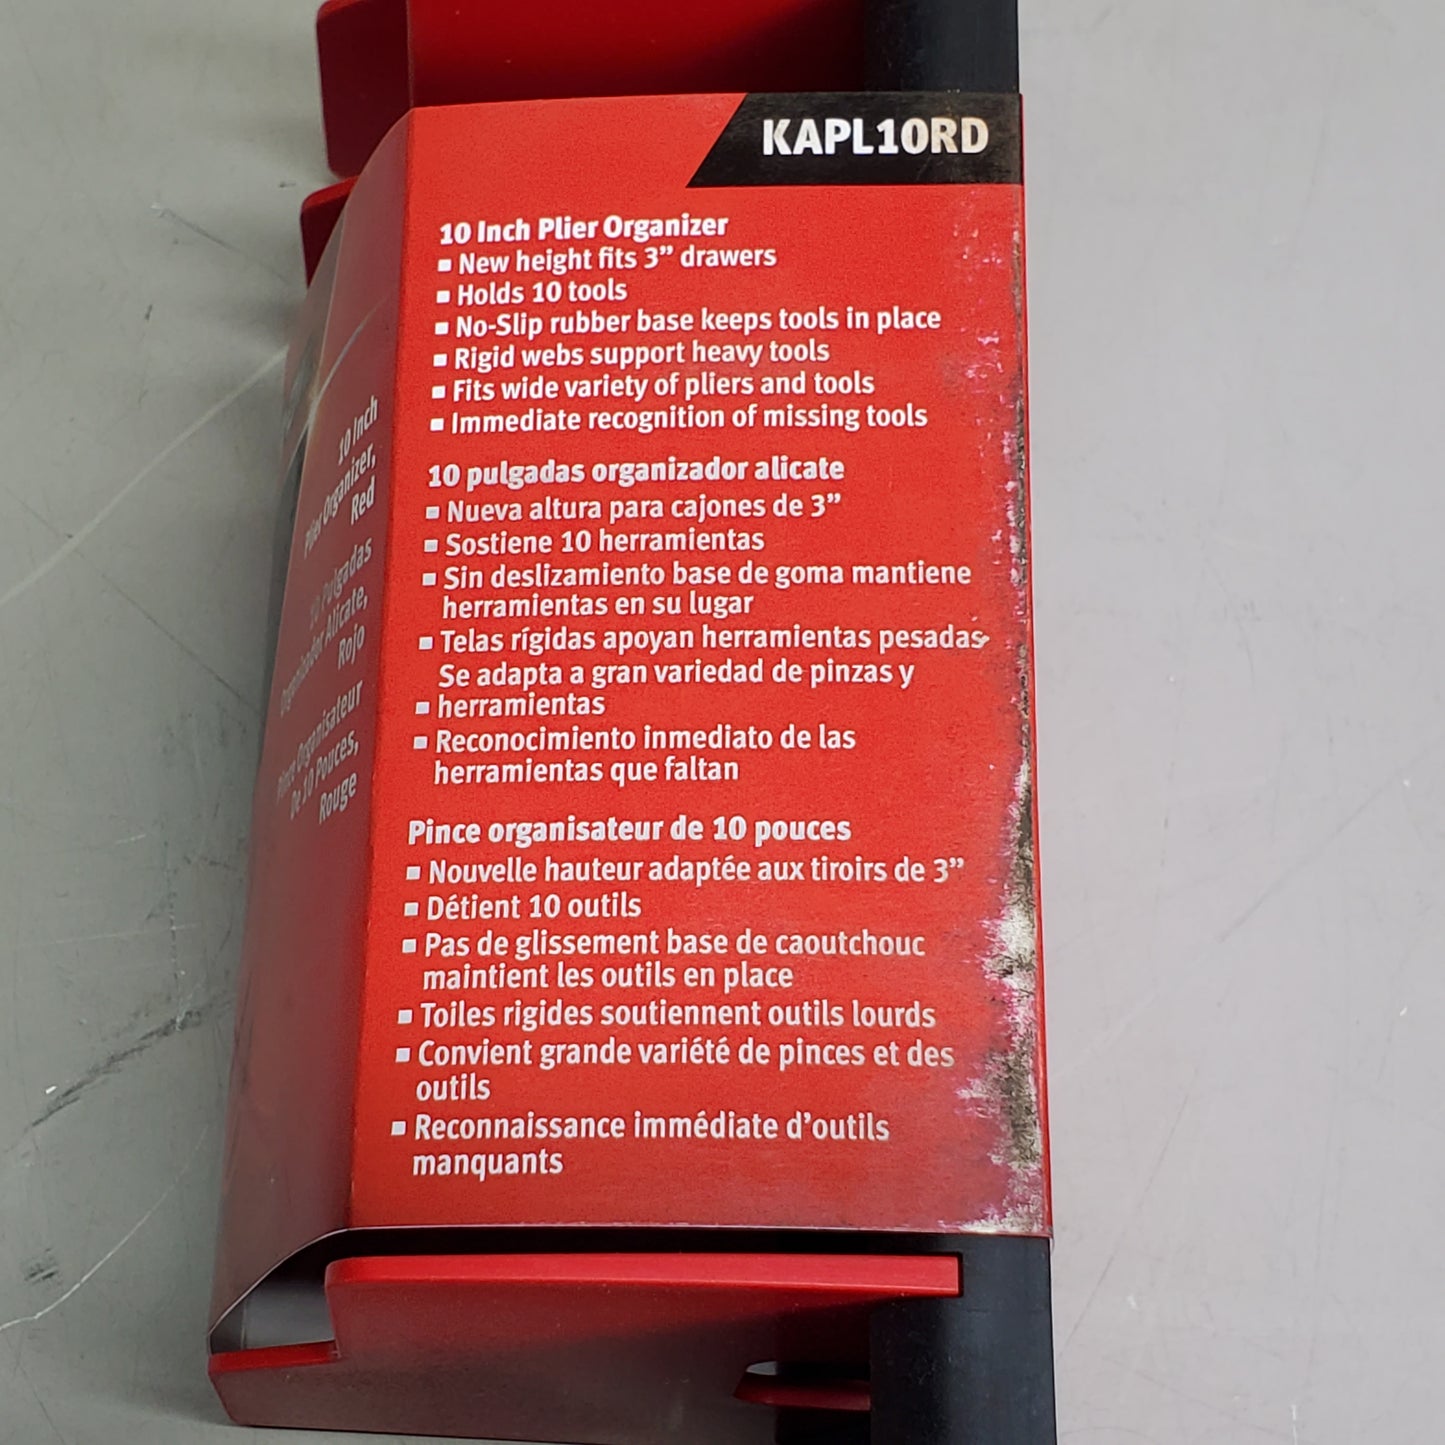 KAPL10RD
10 Inch Plier Organizer
▪ New height fits 3” drawers
▪ Holds 10 tools
▪ No-Slip rubber base keeps tools in place
▪ Rigid webs support heavy tools
▪ Fits wide variety of pliers and tools
▪ Immediate recognition of missing tools
10 pulgadas organizador alicate
▪ Nueva altura para cajones de 3”
▪ Sostiene 10 herramientas
▪ Sin deslizamiento base de goma mantiene
herramientas en su lugar
▪ Telas rígidas apoyan herramientas pesadas
Se adapta a gran variedad de pinzas y
▪ herramientas
▪ Reconocimiento inmediato de las
herramientas que faltan
Pince organisateur de 10 pouces
▪ Nouvelle hauteur adaptée aux tiroirs de 3”
▪ Détient 10 outils
▪ Pas de glissement base de caoutchouc
maintient les outils en place
▪ Toiles rigides soutiennent outils lourds
▪ Convient grande variété de pinces et des
outils
▪ Reconnaissance immédiate d’outils
manquants
10 Inch
Plier Organizer,
Red
10 Pulgadas
Organizador Alicate,
Rojo
Pince Organisateur
De 10 Pouces,
Rouge